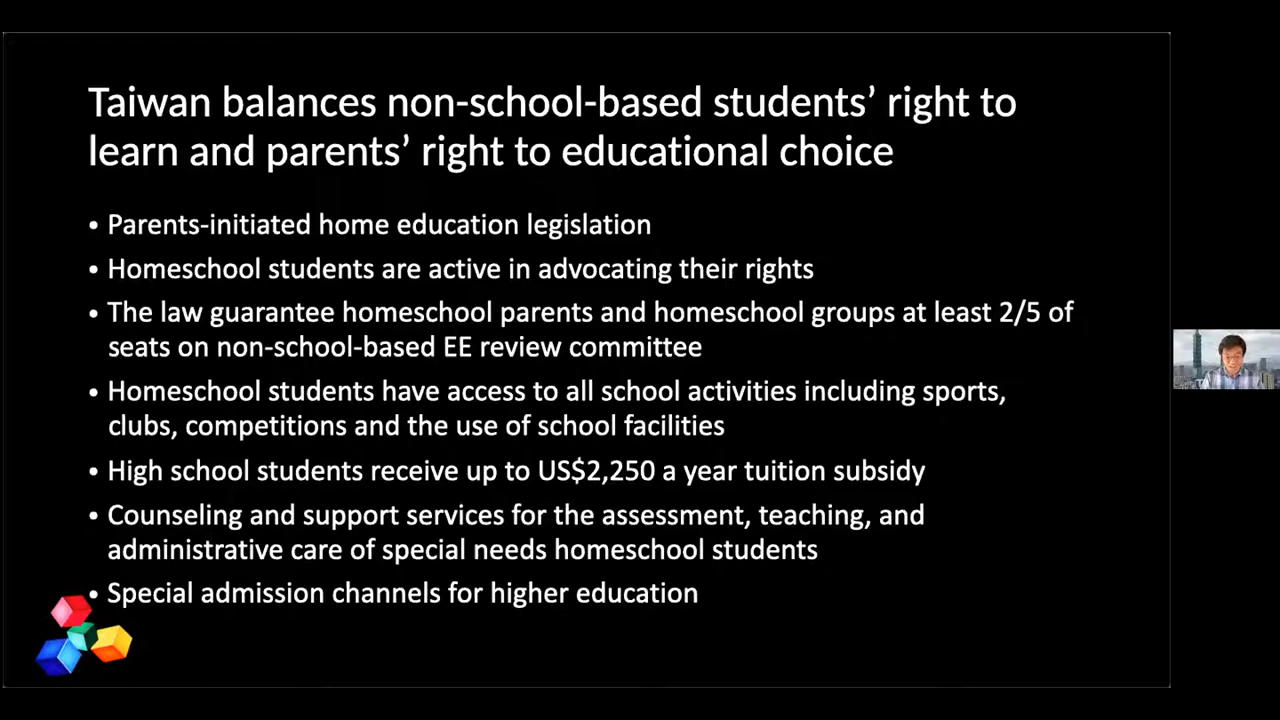 Taiwan balances non-school-based students’ right to
learn and parents’ right to educational choice
• Parents-initiated home education legislation
• Homeschool students are active in advocating their rights
• The law guarantee homeschool parents and homeschool groups at least 2/5 of
seats on non-school-based EE review committee
• Homeschool students have access to all school activities including sports,
clubs, competitions and the use of school facilities
• High school students receive up to US$2,250 a year tuition subsidy
• Counseling and support services for the assessment, teaching, and
administrative care of special needs homeschool students
• Special admission channels for higher education